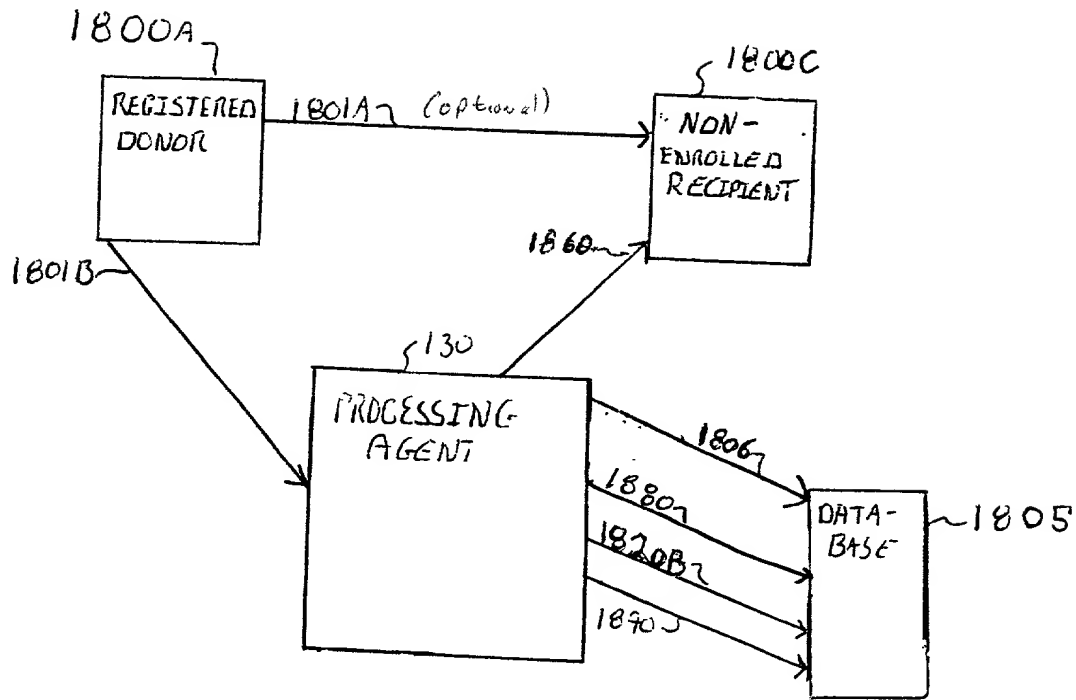 1800A
1800C
REGISTERED
DONOR
1801A
(optional)
NON-
ENROLLED
RECIPIENT
1801B
1860
130
PROCESSING
AGENT
1806
1880
1820B
1890
DATA-
BASE
1805